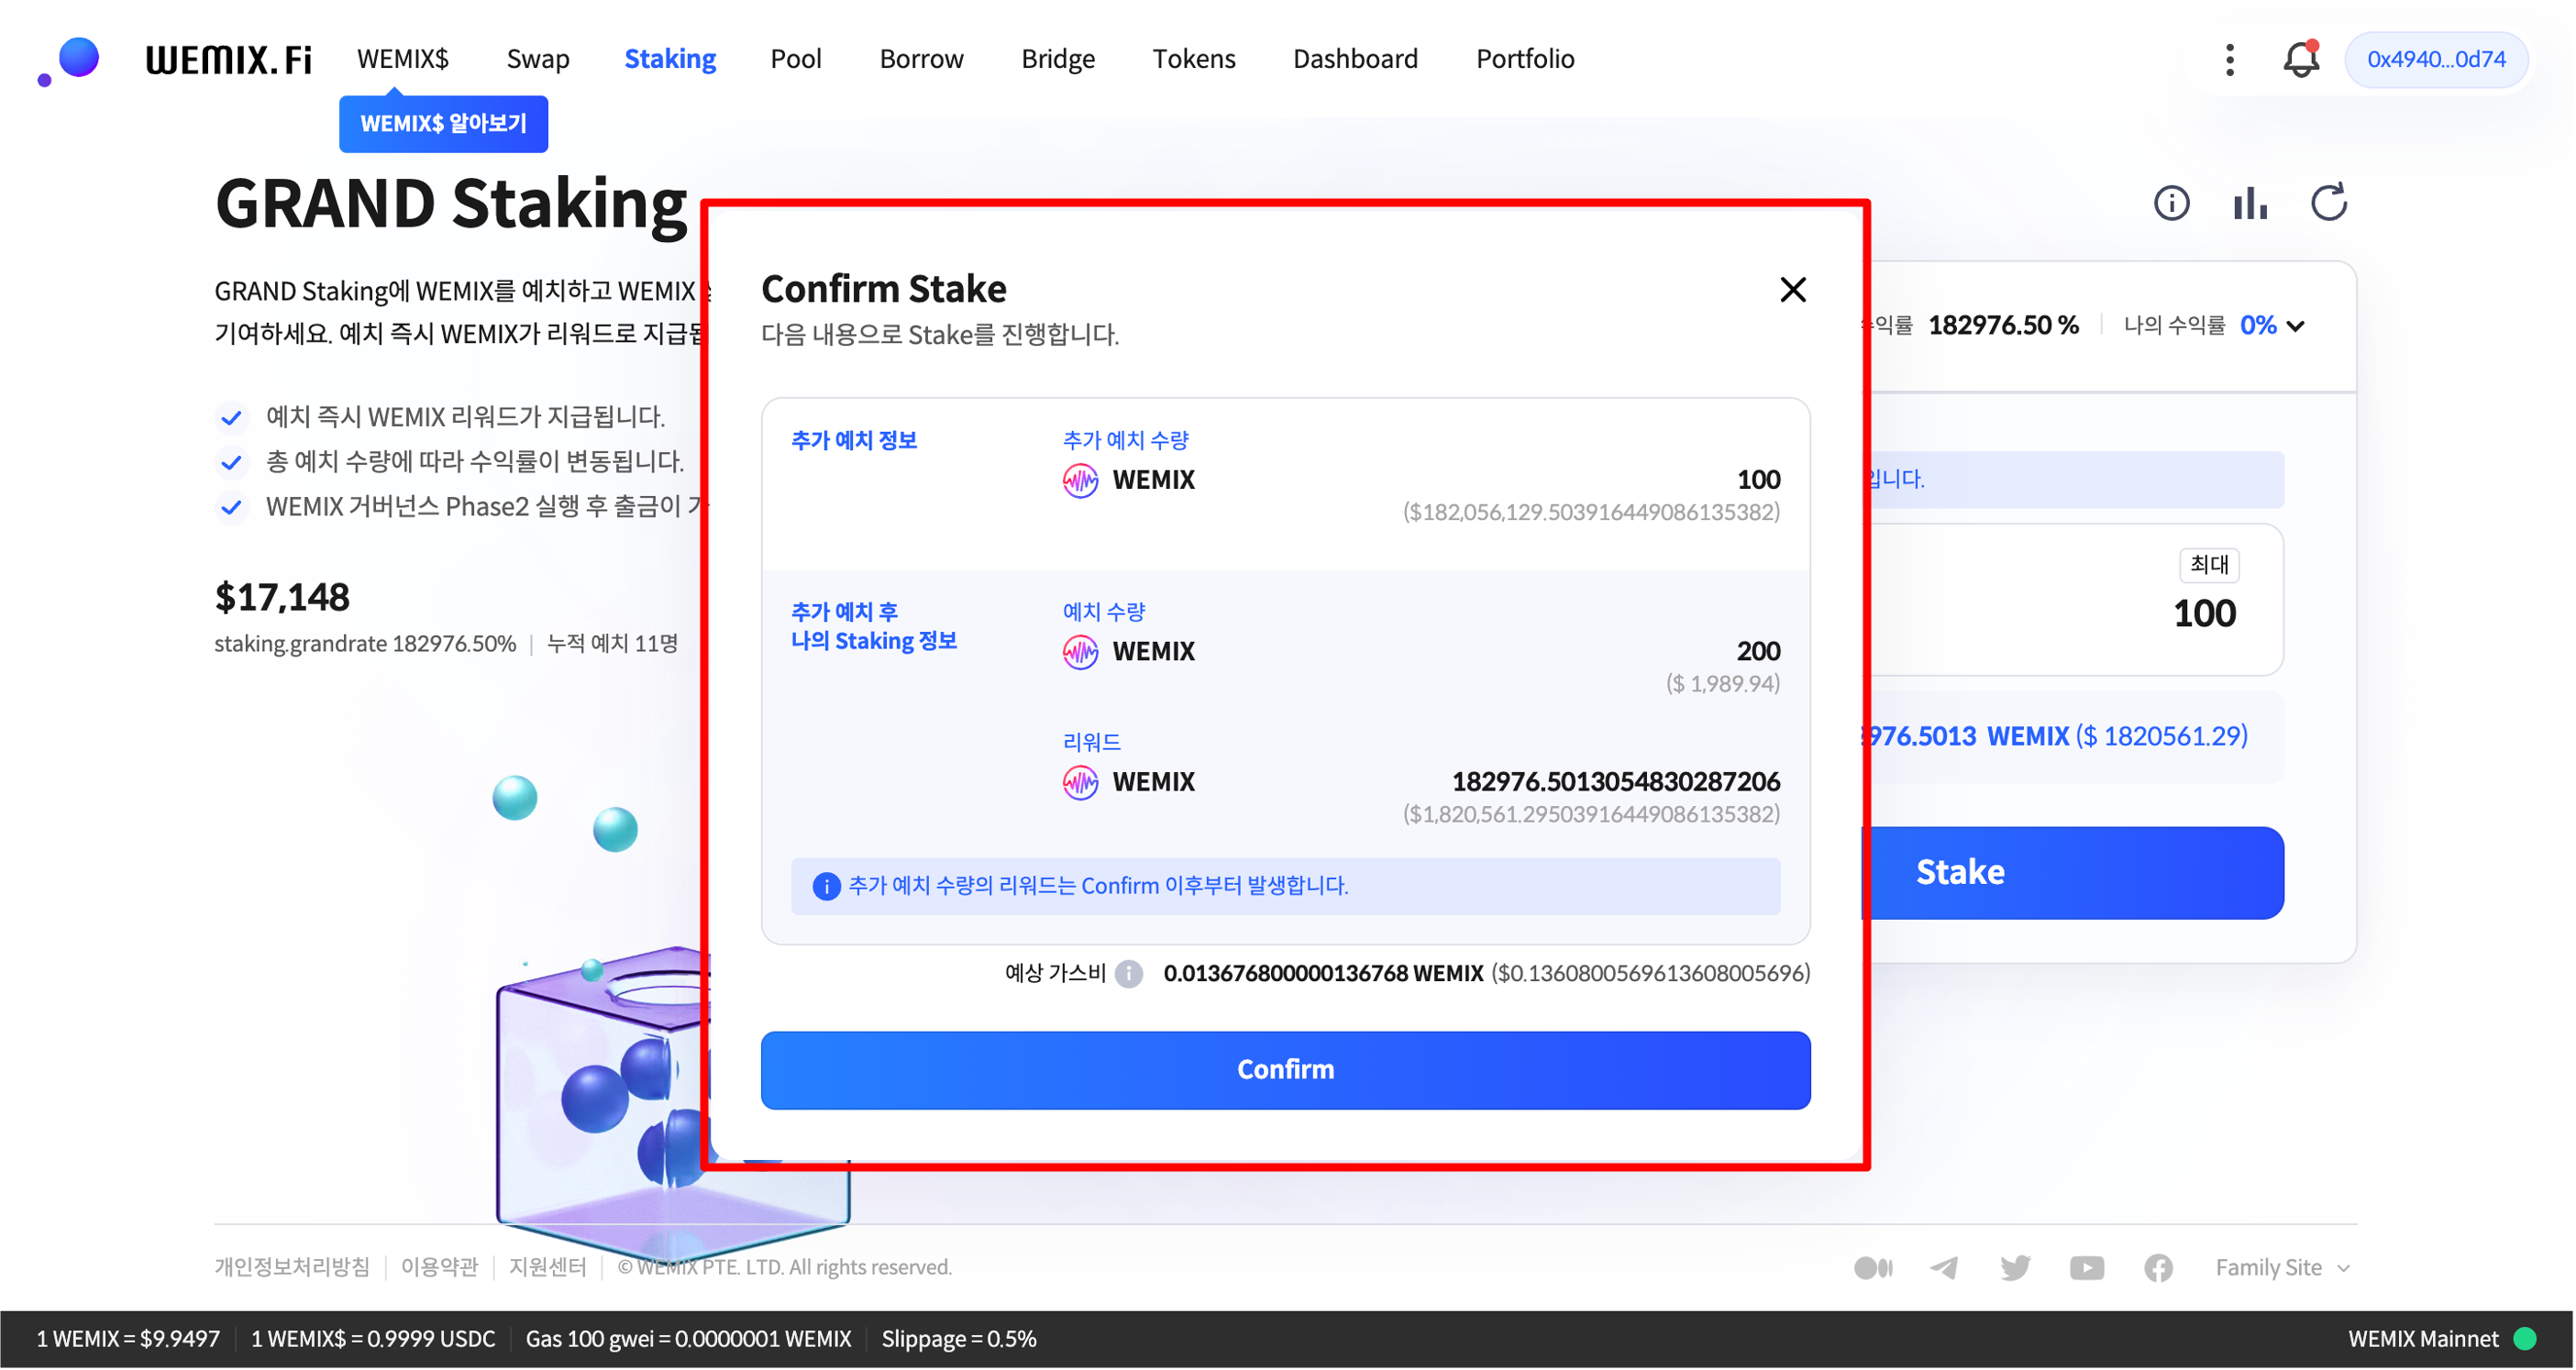 WEMIX.Fi WEMIX$ Swap Staking Pool Borrow Bridge Tokens Dashboard Portfolio 0x4940...0d74
WEMIX$ 알아보기
GRAND Staking
GRAND Staking에 WEMIX를 예치하고 WEMIX
기여하세요. 예치 즉시 WEMIX가 리워드로
예치 즉시 WEMIX 리워드가 지급됩니다.
총 예치 수량에 따라 수익률이 변동됩니다.
WEMIX 거버넌스 Phase2 실행 후 출금이
$17,148
staking.grandrate 182976.50% 누적 예치 11명
Confirm Stake
다음 내용으로 Stake를 진행합니다.
추가 예치 정보
추가 예치 수량
WEMIX 100
($182,056,129.503916449086135382)
추가 예치 후
나의 Staking 정보
예치 수량
WEMIX 200
($ 1,989.94)
리워드
WEMIX 182976.5013054830287206
($1,820,561.29503916449086135382)
추가 예치 수량의 리워드는 Confirm 이후부터 발생합니다.
예상 가스비 0.013676800000136768 WEMIX ($0.1360800569613608005696)
Confirm
182976.50 % 나의 수익률 0%
입니다.
최대
100
976.5013 WEMIX ($ 1820561.29)
Stake
개인정보처리방침 이용약관 지원센터 © WEMIX PTE. LTD. All rights reserved.
Family Site
1 WEMIX = $9.9497 1 WEMIX$ = 0.9999 USDC Gas 100 gwei = 0.0000001 WEMIX Slippage = 0.5%
WEMIX Mainnet